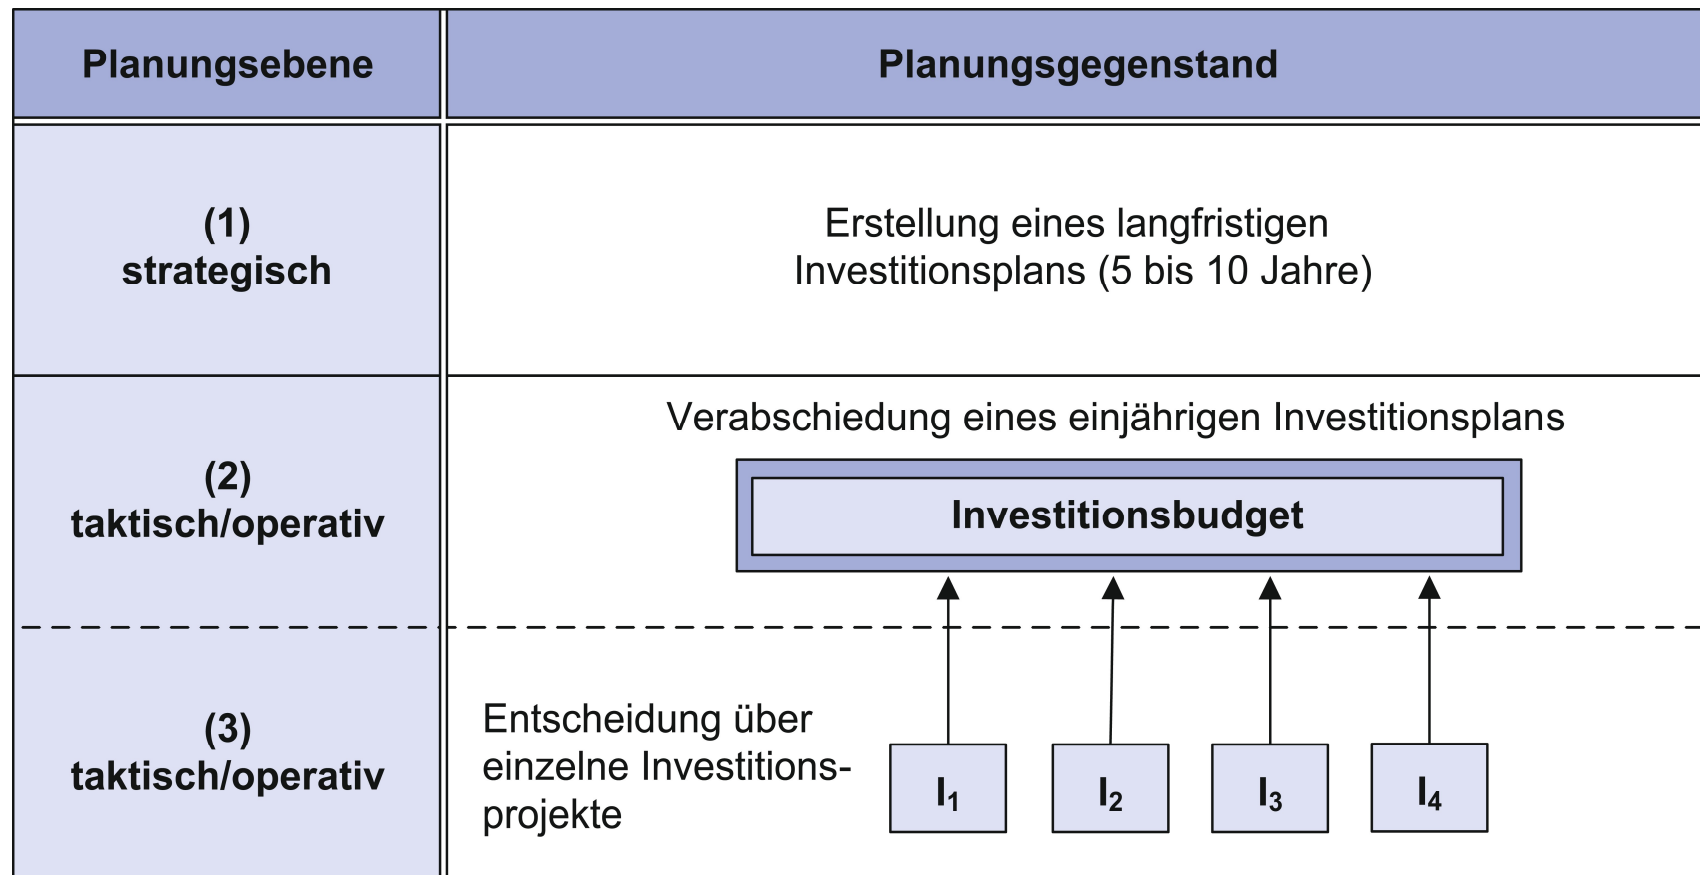 Planungsebene
Planungsgegenstand
(1)
strategisch
Erstellung eines langfristigen
Investitionsplans (5 bis 10 Jahre)
(2)
taktisch/operativ
Verabschiedung eines einjährigen Investitionsplans
Investitionsbudget
(3)
taktisch/operativ
Entscheidung über
einzelne Investitions-
projekte
I₁
I₂
I₃
I₄